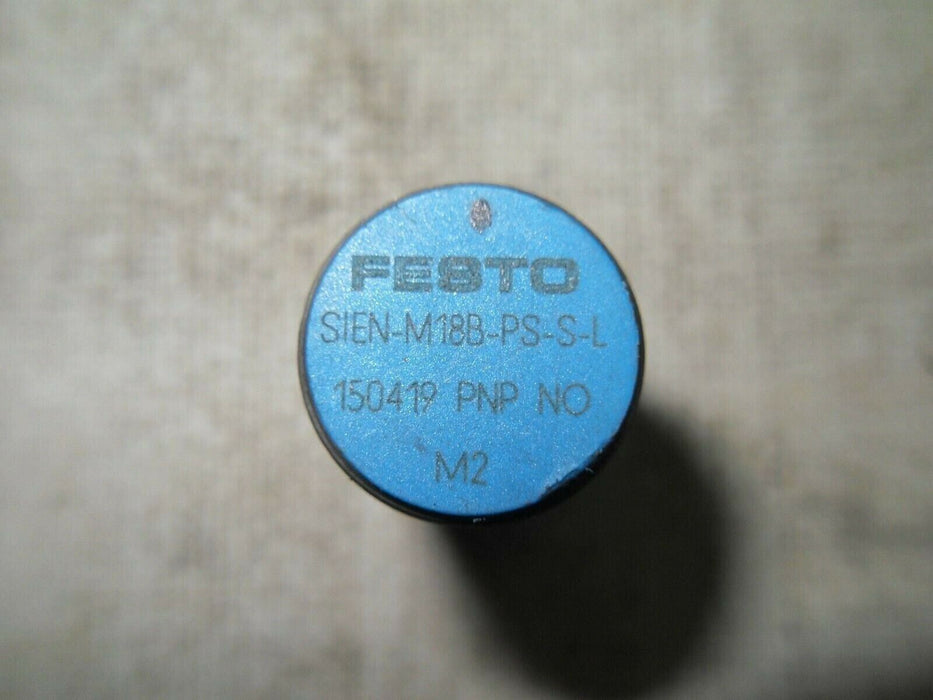 FESTO
SIEN-M18B-PS-S-L
150419 PNP NO
M2